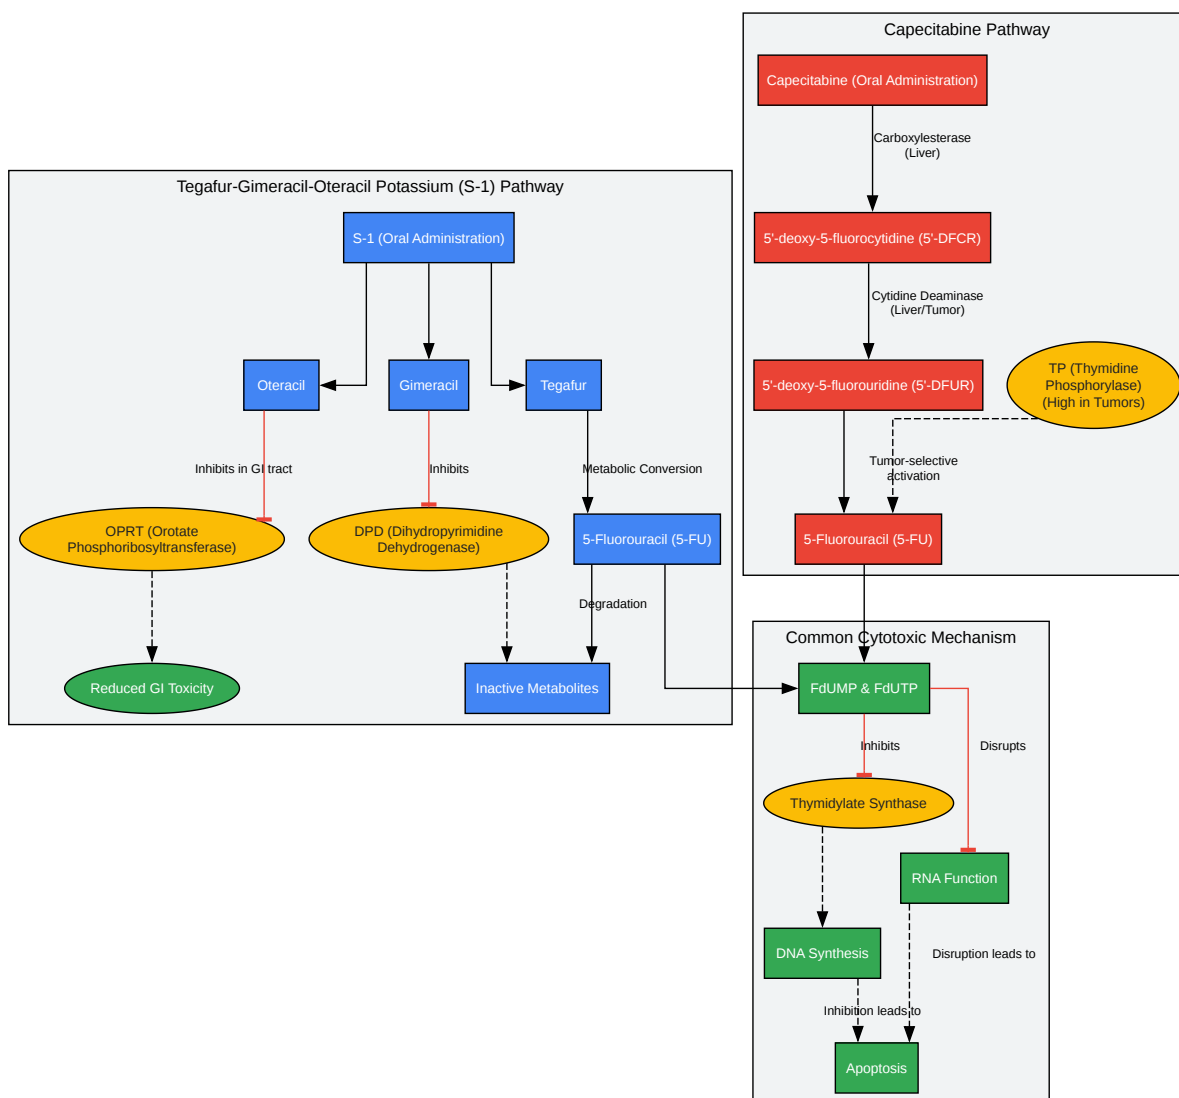 Capecitabine Pathway
Capecitabine (Oral Administration)
Carboxylesterase
(Liver)
5'-deoxy-5-fluorocytidine (5'-DFCR)
Cytidine Deaminase
(Liver/Tumor)
5'-deoxy-5-fluorouridine (5'-DFUR)
TP (Thymidine
Phosphorylase)
(High in Tumors)
Tumor-selective
activation
5-Fluorouracil (5-FU)
Tegafur-Gimeracil-Oteracil Potassium (S-1) Pathway
S-1 (Oral Administration)
Oteracil
Gimeracil
Tegafur
Inhibits in GI tract
Inhibits
Metabolic Conversion
OPRT (Orotate
Phosphoribosyltransferase)
DPD (Dihydropyrimidine
Dehydrogenase)
5-Fluorouracil (5-FU)
Degradation
Reduced GI Toxicity
Inactive Metabolites
Common Cytotoxic Mechanism
FdUMP & FdUTP
Inhibits
Disrupts
Thymidylate Synthase
RNA Function
DNA Synthesis
Disruption leads to
Inhibition leads to
Apoptosis